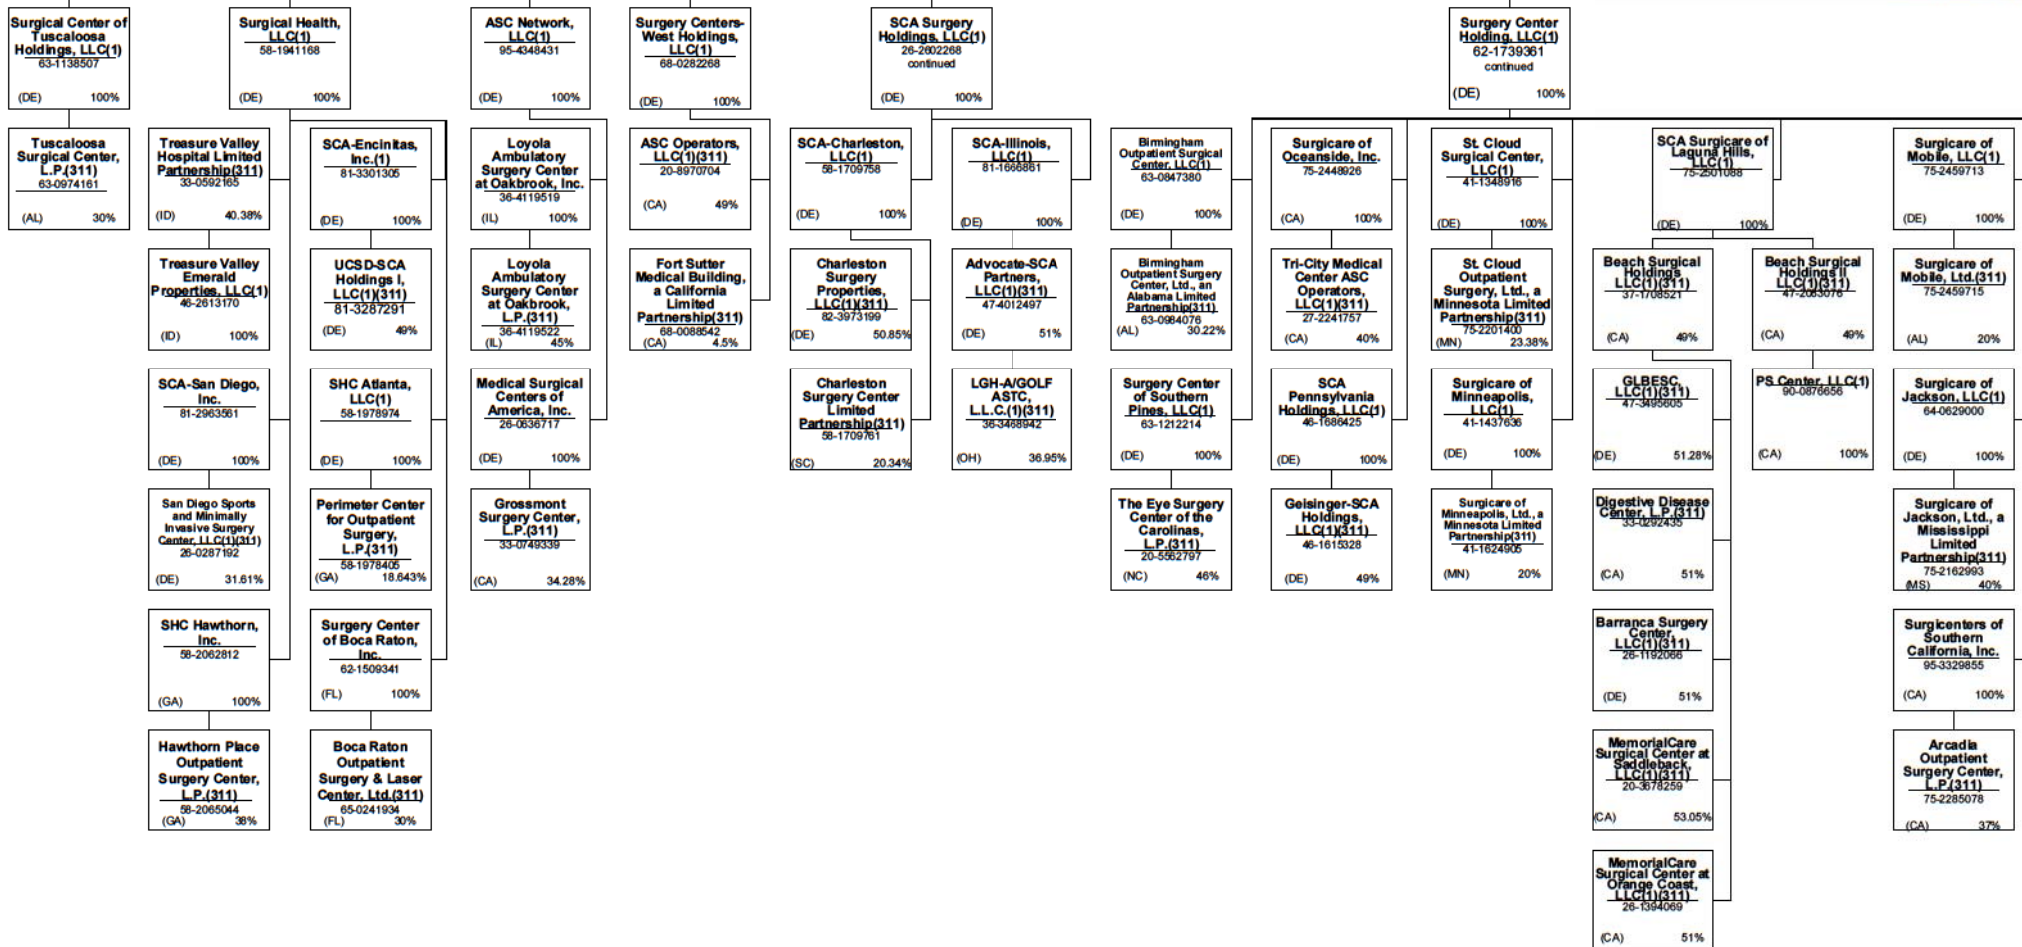 Surgical Center of
Tuscaloosa
Holdings, LLC(1)
63-1138507
(DE) 100%
Surgical Health,
LLC(1)
58-1941168
(DE) 100%
ASC Network,
LLC(1)
95-4348431
(DE) 100%
Surgery Centers-
West Holdings,
LLC(1)
68-0282268
(DE) 100%
SCA Surgery
Holdings, LLC(1)
26-2602268
continued
(DE) 100%
Surgery Center
Holding, LLC(1)
62-1739361
continued
(DE) 100%
Tuscaloosa
Surgical Center,
L.P.(311)
63-0974161
(AL) 30%
Treasure Valley
Hospital Limited
Partnership(311)
33-0592165
(ID) 40.38%
SCA-Encinitas,
Inc.(1)
81-3301305
(DE) 100%
Loyola
Ambulatory
Surgery Center
at Oakbrook, Inc.
36-4119519
(IL) 100%
ASC Operators,
LLC(1)(311)
20-8970704
(CA) 49%
SCA-Charleston,
LLC(1)
58-1709758
(DE) 100%
SCA-Illinois,
LLC(1)
81-1666861
(DE) 100%
Birmingham
Outpatient Surgical
Center, LLC(1)
63-0847380
(DE) 100%
Surgicare of
Oceanside, Inc.
75-2448926
(CA) 100%
St. Cloud
Surgical Center,
LLC(1)
41-1348916
(DE) 100%
SCA Surgicare of
Laguna Hills,
LLC(1)
75-2501088
(DE) 100%
Surgicare of
Mobile, LLC(1)
75-2459713
(DE) 100%
Treasure Valley
Emerald
Properties, LLC(1)
46-2613170
(ID) 100%
UCSD-SCA
Holdings I,
LLC(1)(311)
81-3287291
(DE) 49%
Loyola
Ambulatory
Surgery Center
at Oakbrook,
L.P.(311)
36-4119522
(IL) 45%
Fort Sutter
Medical Building,
a California
Limited
Partnership(311)
68-0088542
(CA) 4.5%
Charleston
Surgery
Properties,
LLC(1)(311)
82-3973199
(DE) 50.85%
Advocate-SCA
Partners,
LLC(1)(311)
47-4012497
(DE) 51%
Birmingham
Outpatient Surgery
Center, Ltd., an
Alabama Limited
Partnership(311)
63-0984076
(AL) 30.22%
Tri-City Medical
Center ASC
Operators,
LLC(1)(311)
27-2241757
(CA) 40%
St. Cloud
Outpatient
Surgery, Ltd., a
Minnesota Limited
Partnership(311)
75-2201400
(MN) 23.38%
Beach Surgical
Holdings
LLC(1)(311)
37-1708521
(CA) 49%
Beach Surgical
Holdings II
LLC(1)(311)
47-2083076
(CA) 49%
Surgicare of
Mobile, Ltd.(311)
75-2459715
(AL) 20%
SCA-San Diego,
Inc.
81-2963561
(DE) 100%
SHC Atlanta,
LLC(1)
58-1978974
(DE) 100%
Medical Surgical
Centers of
America, Inc.
26-0636717
(DE) 100%
Charleston
Surgery Center
Limited
Partnership(311)
58-1709761
(SC) 20.34%
LGH-A/GOLF
ASTC,
L.L.C.(1)(311)
36-3468942
(OH) 36.95%
Surgery Center
of Southern
Pines, LLC(1)
63-1212214
(DE) 100%
SCA
Pennsylvania
Holdings, LLC(1)
46-1686425
(DE) 100%
Surgicare of
Minneapolis,
LLC(1)
41-1437636
(DE) 100%
GLBESC,
LLC(1)(311)
47-3495605
(DE) 51.28%
PS Center, LLC(1)
90-0876656
(CA) 100%
Surgicare of
Jackson, LLC(1)
64-0629000
(DE) 100%
San Diego Sports
and Minimally
Invasive Surgery
Center, LLC(1)(311)
26-0287192
(DE) 31.61%
Perimeter Center
for Outpatient
Surgery,
L.P.(311)
58-1978405
(GA) 18.643%
Grossmont
Surgery Center,
L.P.(311)
33-0749339
(CA) 34.28%
The Eye Surgery
Center of the
Carolinas,
L.P.(311)
20-5562797
(NC) 46%
Geisinger-SCA
Holdings,
LLC(1)(311)
46-1615328
(DE) 49%
Surgicare of
Minneapolis, Ltd., a
Minnesota Limited
Partnership(311)
41-1624905
(MN) 20%
Digestive Disease
Center, L.P.(311)
33-0292435
(CA) 51%
Surgicare of
Jackson, Ltd., a
Mississippi
Limited
Partnership(311)
75-2162993
(MS) 40%
SHC Hawthorn,
Inc.
58-2062812
(GA) 100%
Surgery Center
of Boca Raton,
Inc.
62-1509341
(FL) 100%
Barranca Surgery
Center,
LLC(1)(311)
26-1192066
(DE) 51%
Surgicenters of
Southern
California, Inc.
95-3329855
(CA) 100%
Hawthorn Place
Outpatient
Surgery Center,
L.P.(311)
58-2065044
(GA) 38%
Boca Raton
Outpatient
Surgery & Laser
Center, Ltd.(311)
65-0241934
(FL) 30%
MemorialCare
Surgical Center at
Saddleback,
LLC(1)(311)
20-3678259
(CA) 53.05%
Arcadia
Outpatient
Surgery Center,
L.P.(311)
75-2285078
(CA) 37%
MemorialCare
Surgical Center at
Orange Coast,
LLC(1)(311)
26-1394069
(CA) 51%